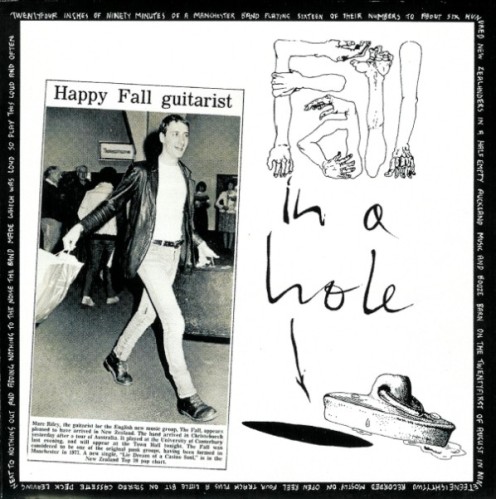 TWENTYFOUR INCHES OF NINETY MINUTES OF A MANCHESTER BAND PLAYING SIXTEEN OF THEIR NUMBERS TO ABOUT SIX HUN
DRED NEW ZEALANDERS IN A HALF EMPTY AUCKLAND MUSIC AND BOOZE BARN ON THE TWENTYFIRST OF AUGUST IN NINE
TEENEIGHTYTWO RECORDED MOSTLY ON OPEN REEL FOUR TRACK PLUS A LITTLE BIT ON STEREO CASSETTE DECK LEAVING
NEXT TO NOTHING OUT AND ADDING NOTHING TO THE NOISE THE BAND MADE WHICH WAS LOUD SO PLAY THIS LOUD AND OFTEN
Happy Fall guitarist
Marc Riley, the guitarist for the English new music group, The Fall, appears
pleased to have arrived in New Zealand. The band arrived in Christchurch
yesterday after a tour of Australia. It played at the University of Canterbury
last evening, and will appear at the Town Hall tonight. The Fall was
considered to be one of the original punk groups, having been formed in
Manchester in 1977. A new single, "Lie Dream of a Casino Soul," is in the
New Zealand Top 20 pop chart.
FALL
in a
hole